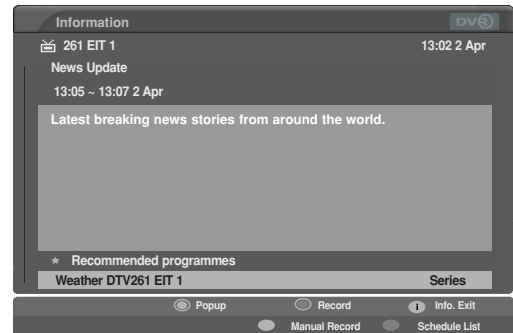 Information DVR
261 EIT 1 13:02 2 Apr
News Update
13:05 ~ 13:07 2 Apr
Latest breaking news stories from around the world.
Recommended programmes
Weather DTV261 EIT 1 Series
Popup Record i Info. Exit
Manual Record Schedule List